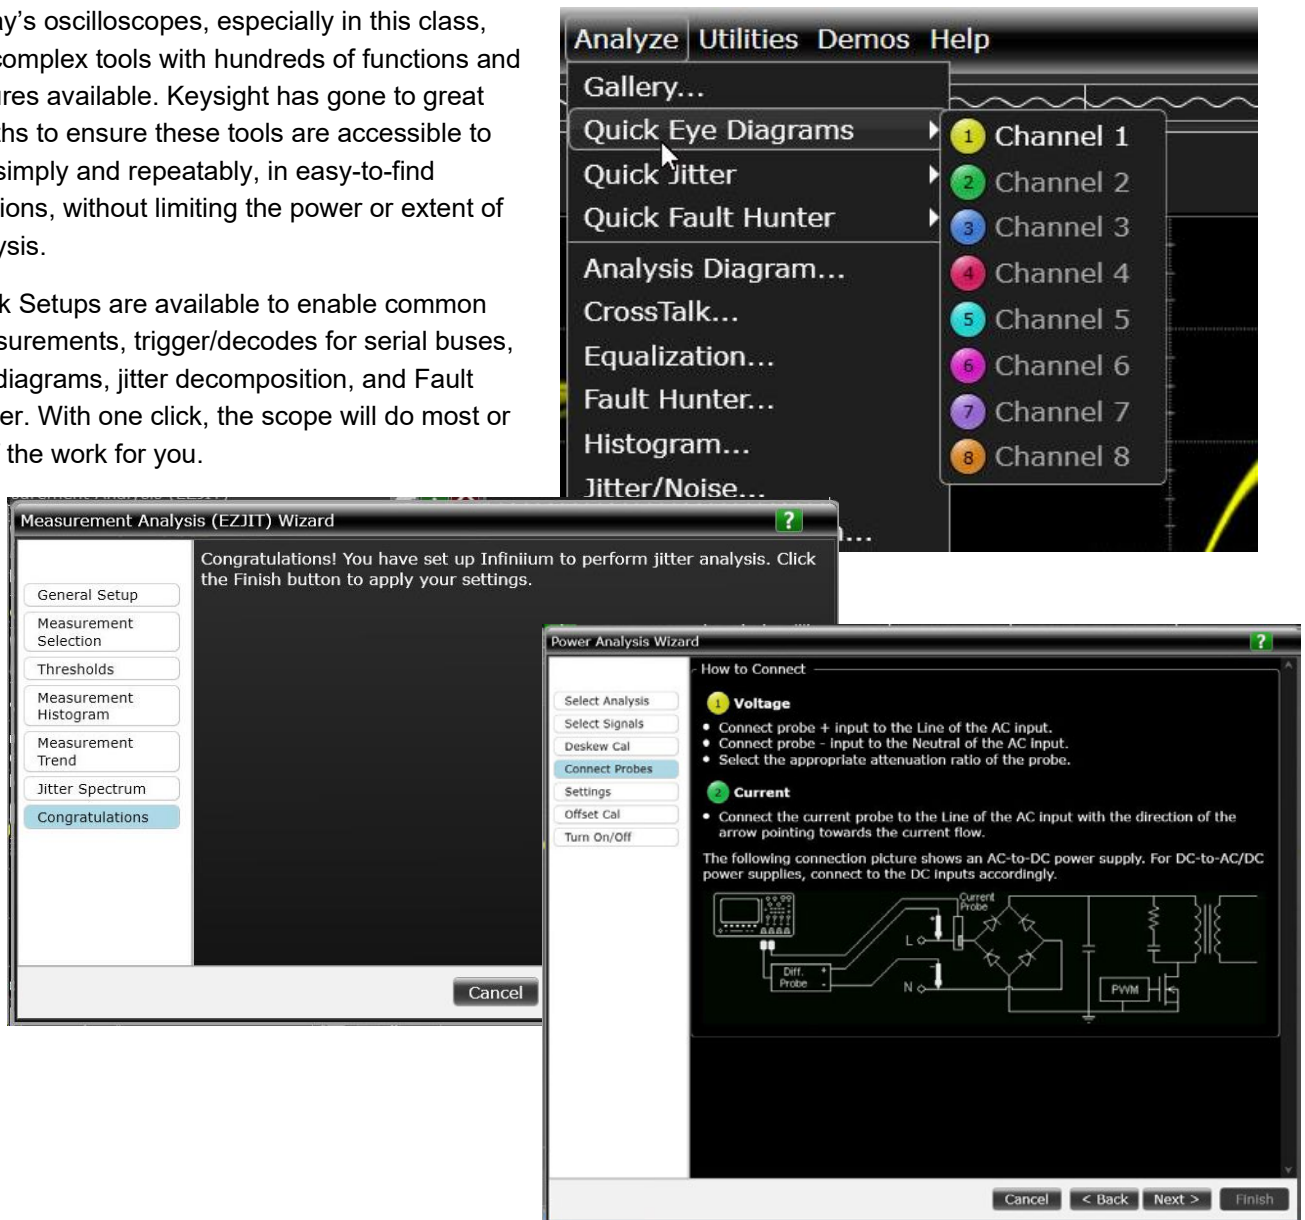 ay's oscilloscopes, especially in this class,
complex tools with hundreds of functions and
ures available. Keysight has gone to great
ths to ensure these tools are accessible to
simply and repeatably, in easy-to-find
tions, without limiting the power or extent of
lysis.
k Setups are available to enable common
surements, trigger/decodes for serial buses,
diagrams, jitter decomposition, and Fault
er. With one click, the scope will do most or
f the work for you.
Analyze Utilities Demos Help
Gallery...
Quick Eye Diagrams
Quick Jitter
Quick Fault Hunter
Analysis Diagram...
CrossTalk...
Equalization...
Fault Hunter...
Histogram...
Jitter/Noise...
1 Channel 1
2 Channel 2
3 Channel 3
4 Channel 4
5 Channel 5
6 Channel 6
7 Channel 7
8 Channel 8
Measurement Analysis (EZJIT) Wizard ?
Congratulations! You have set up Infiniium to perform jitter analysis. Click
the Finish button to apply your settings.
General Setup
Measurement
Selection
Thresholds
Measurement
Histogram
Measurement
Trend
Jitter Spectrum
Congratulations
Cancel
Power Analysis Wizard ?
Select Analysis
Select Signals
Deskew Cal
Connect Probes
Settings
Offset Cal
Turn On/Off
How to Connect
1 Voltage
• Connect probe + input to the Line of the AC input.
• Connect probe - input to the Neutral of the AC input.
• Select the appropriate attenuation ratio of the probe.
2 Current
• Connect the current probe to the Line of the AC input with the direction of the
arrow pointing towards the current flow.
The following connection picture shows an AC-to-DC power supply. For DC-to-AC/DC
power supplies, connect to the DC inputs accordingly.
Current
Probe
+
L
Diff. +
Probe -
-
N
PWM
Cancel < Back Next > Finish